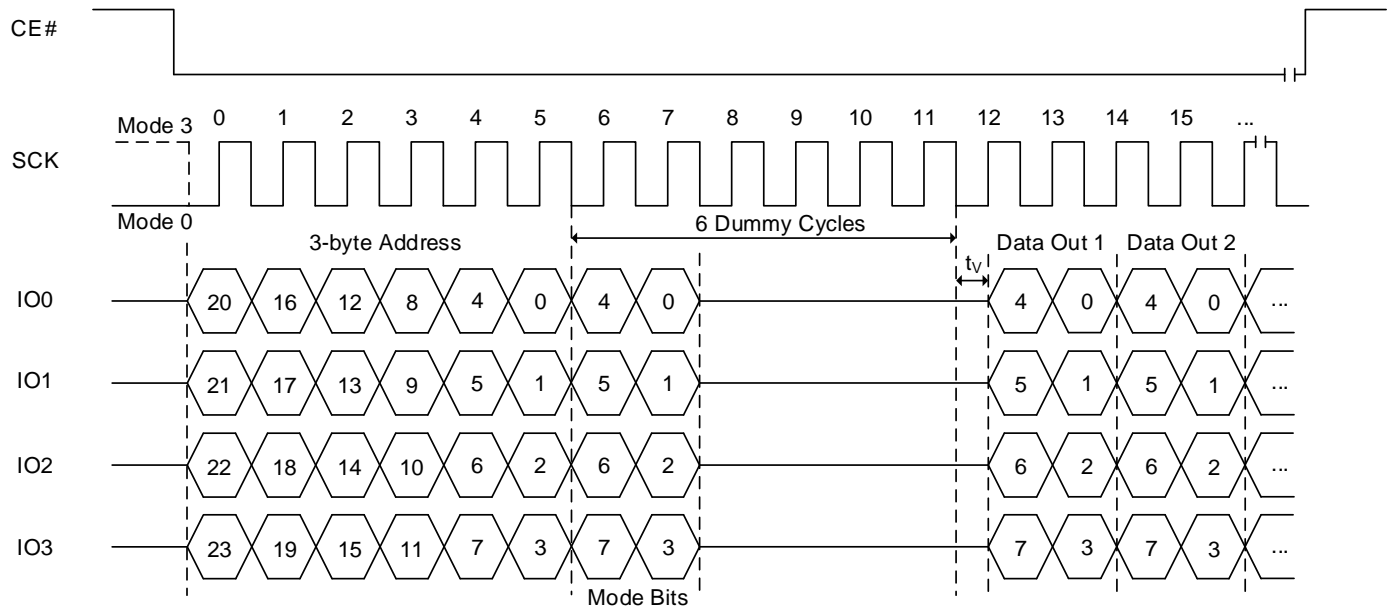 CE#
Mode 3 0 1 2 3 4 5 6 7 8 9 10 11 12 13 14 15 ...
SCK
Mode 0
6 Dummy Cycles
3-byte Address Data Out 1 Data Out 2
tV
IO0 20 16 12 8 4 0 4 0 4 0 4 0 ...
IO1 21 17 13 9 5 1 5 1 5 1 5 1 ...
IO2 22 18 14 10 6 2 6 2 6 2 6 2 ...
IO3 23 19 15 11 7 3 7 3 7 3 7 3 ...
Mode Bits